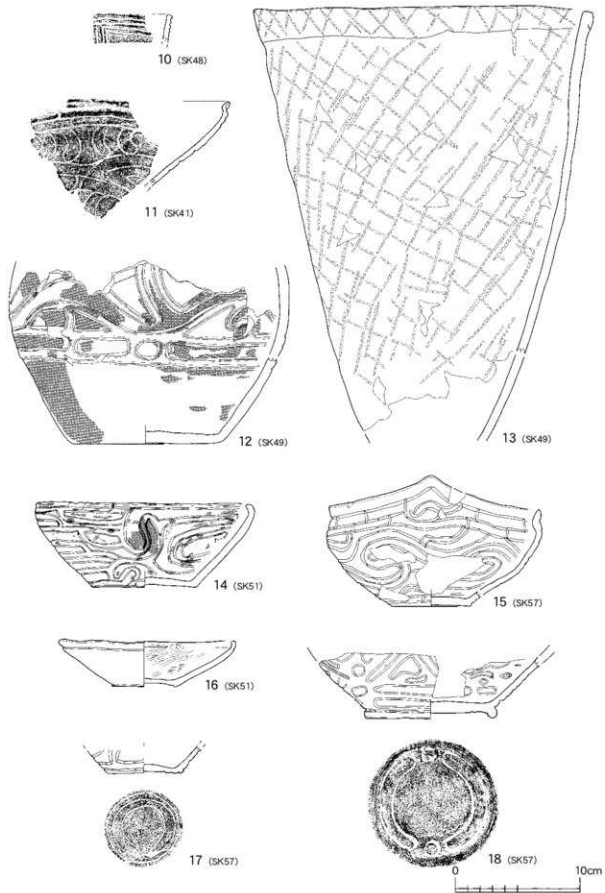 10 (SK48)
11 (SK41)
12 (SK49)
13 (SK49)
14 (SK51)
15 (SK57)
16 (SK51)
17 (SK57)
18 (SK57)
0 10cm